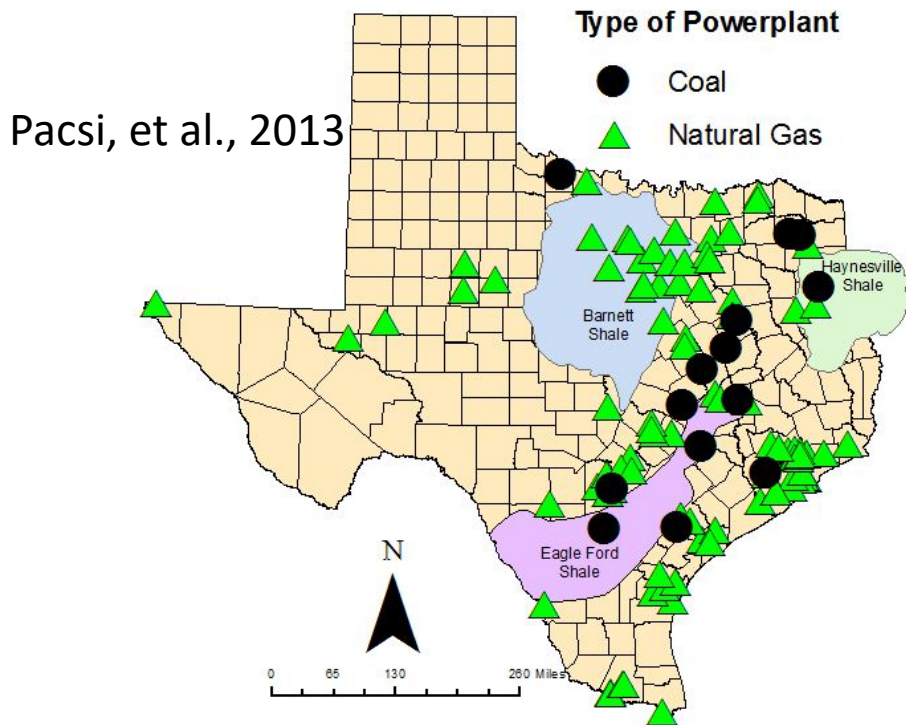 Type of Powerplant
Coal
Natural Gas
Pacsi, et al., 2013
Haynesville
Shale
Barnett
Shale
Eagle Ford
Shale
N
0 65 130 260 Miles